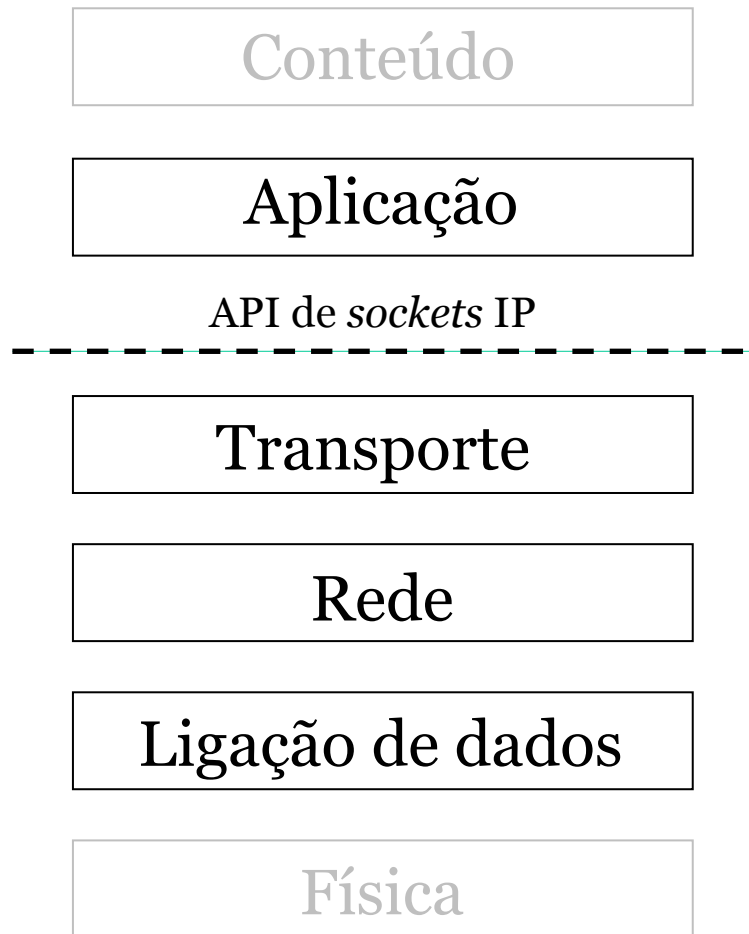 Conteúdo
Aplicação
API de sockets IP
Transporte
Rede
Ligação de dados
Física